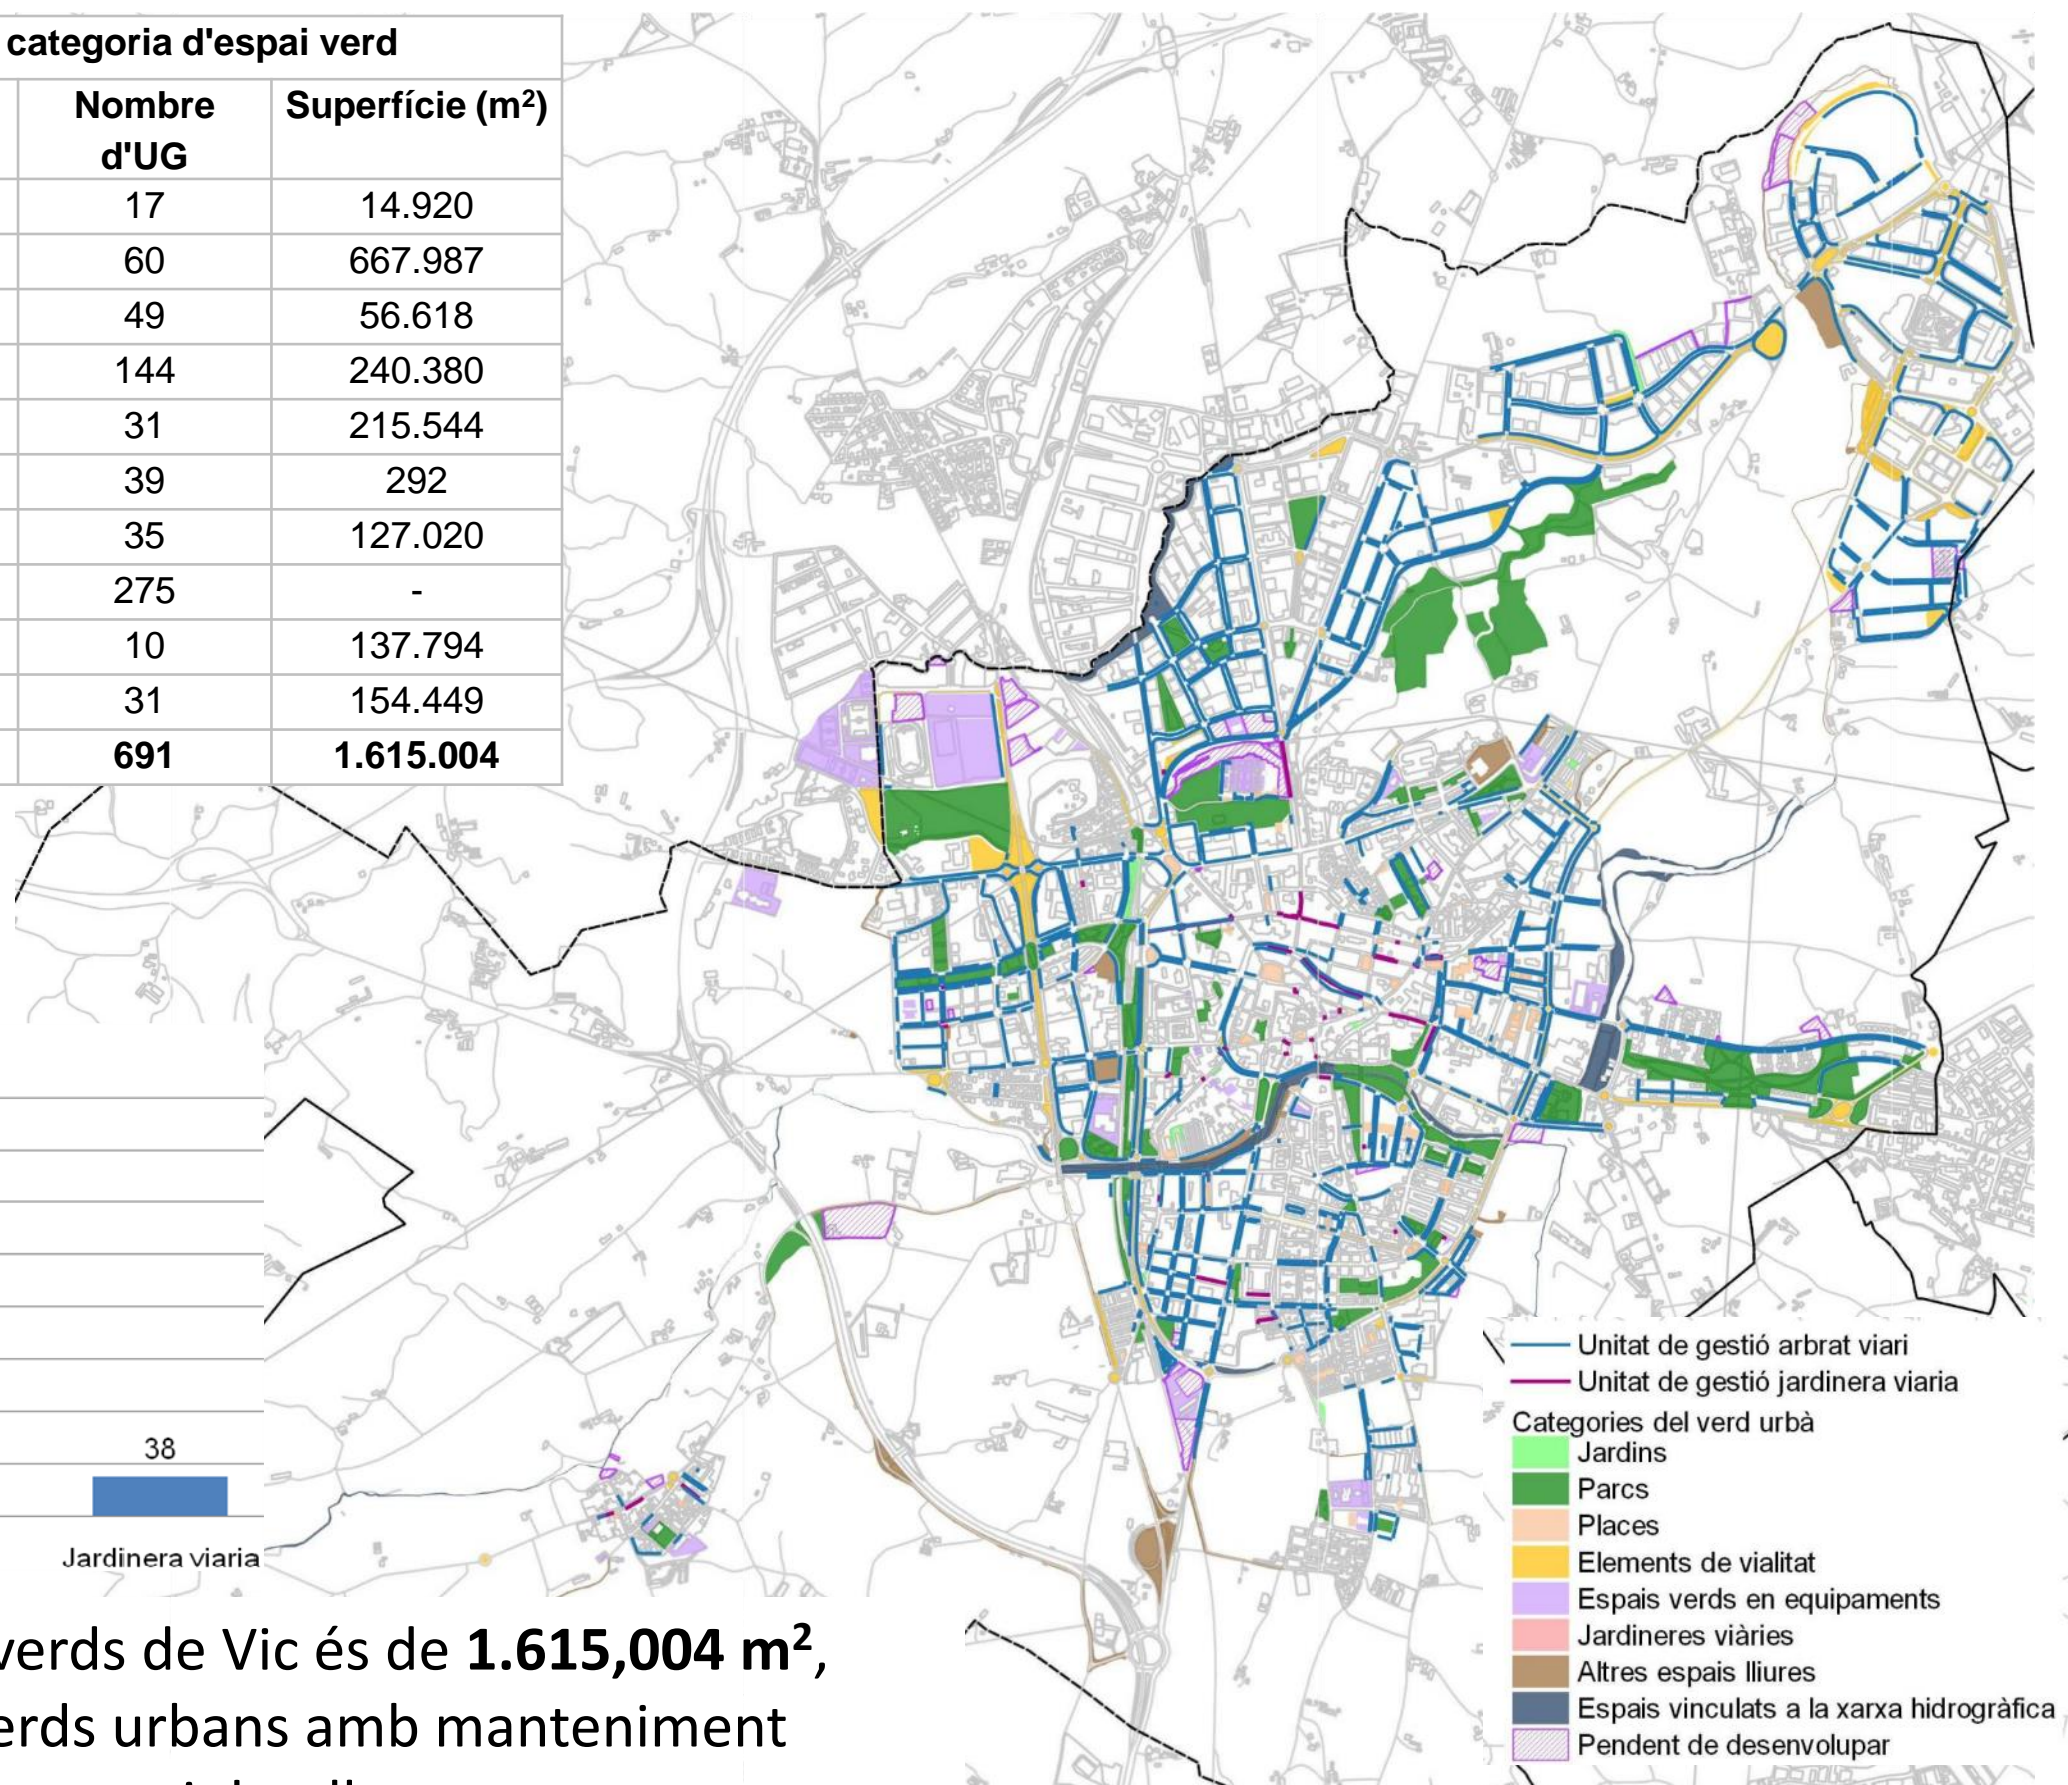 categoria d'espai verd
Nombre d'UG Superfície (m²)
17 14.920
60 667.987
49 56.618
144 240.380
31 215.544
39 292
35 127.020
275 -
10 137.794
31 154.449
691 1.615.004
38
Jardinera viaria
verds de Vic és de 1.615,004 m²,
erds urbans amb manteniment
Unitat de gestió arbrat viari
Unitat de gestió jardinera viaria
Categories del verd urbà
Jardins
Parcs
Places
Elements de vialitat
Espais verds en equipaments
Jardineres viàries
Altres espais lliures
Espais vinculats a la xarxa hidrogràfica
Pendent de desenvolupar